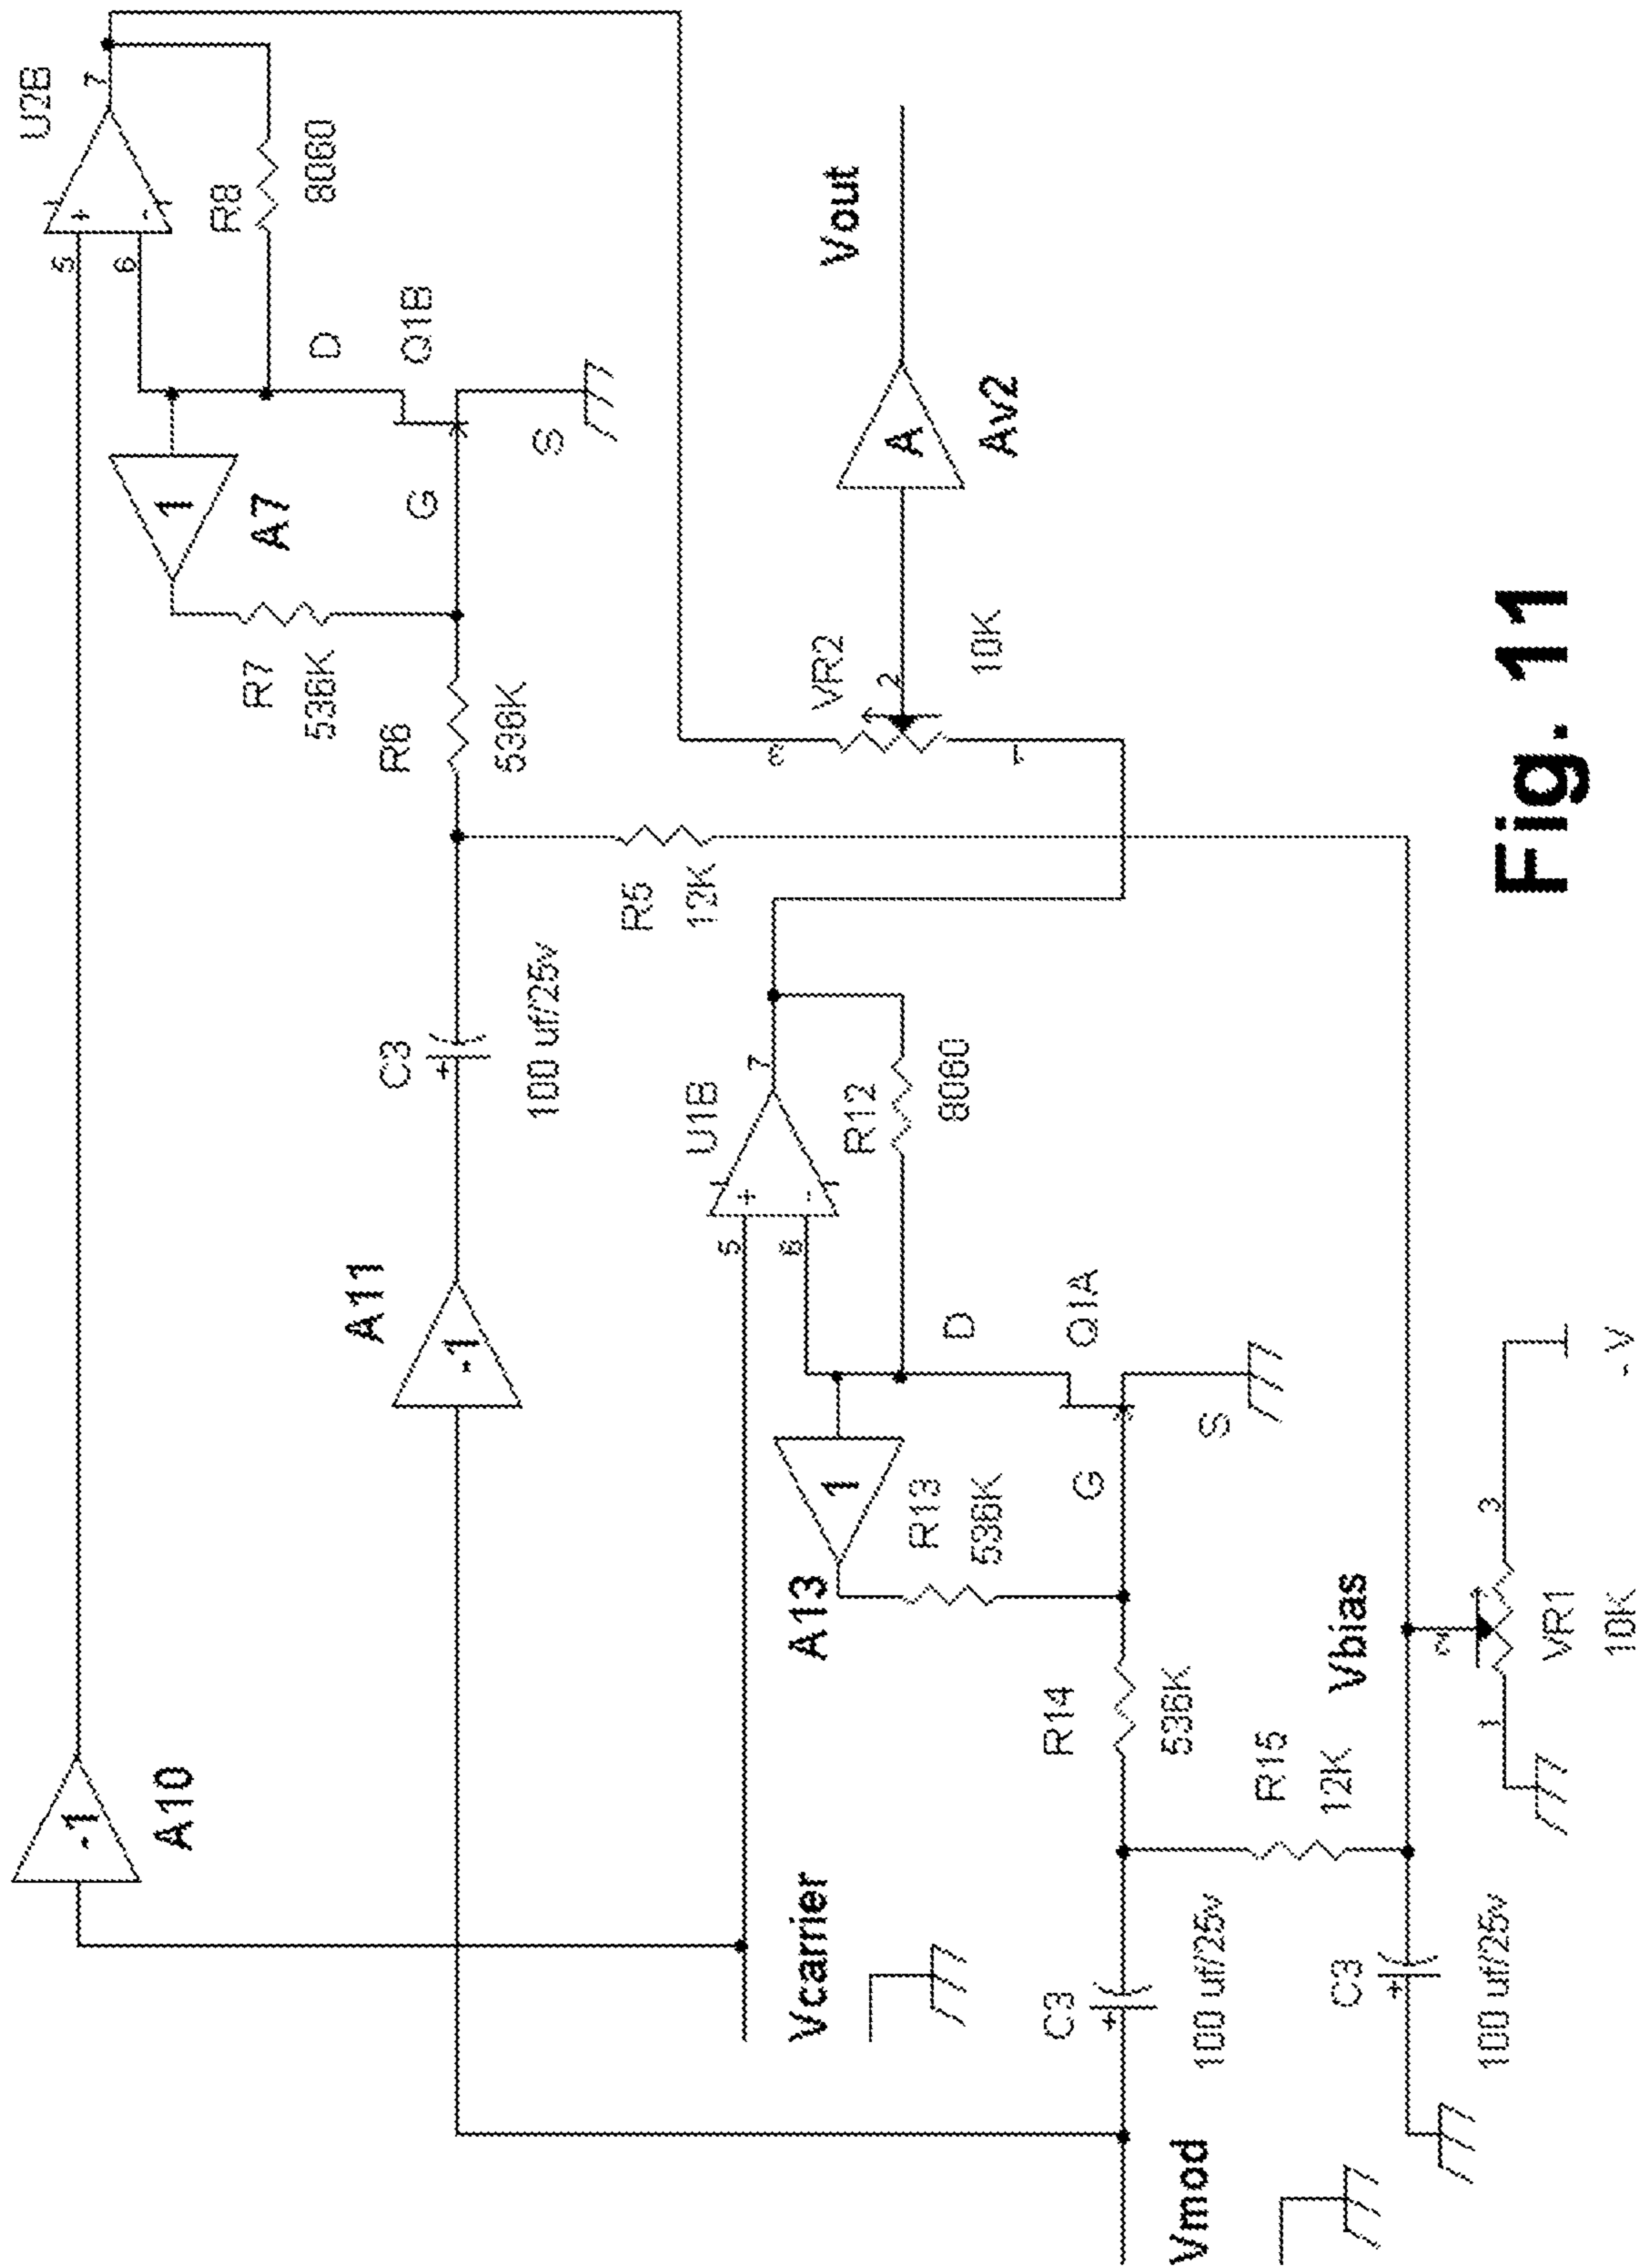 U2B
7
5
+
6
-
R8
8060
D
Q1B
1
A7
G
S
R7
536K
R6
536K
-1
A10
A11
-1
C3
+
100 uf/25v
R5
12K
U1B
7
5
+
6
-
R12
8060
D
Q1A
1
A13
R13
536K
G
S
R14
536K
VR2
3
2
1
10K
A
Av2
Vout
Vcarrier
C3
+
100 uf/25v
R15
12K
Vbias
2
1
3
VR1
10K
-V
C3
+
100 uf/25v
Vmod
Fig. 11